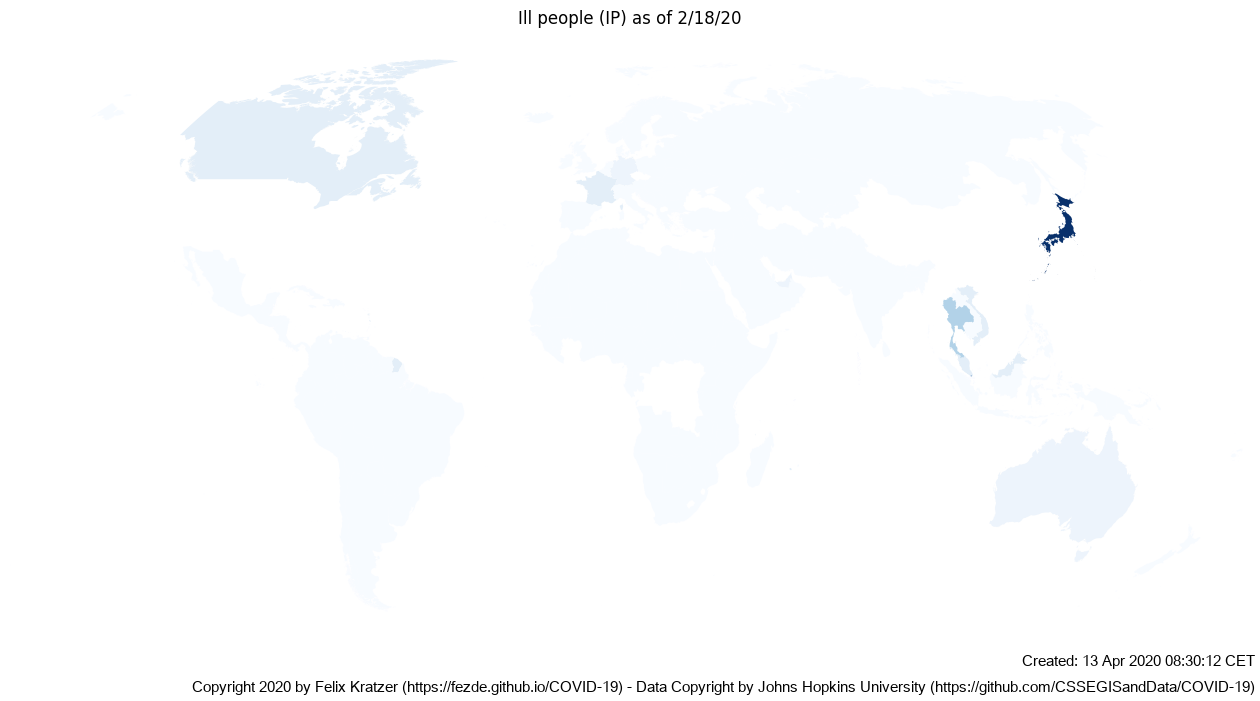 Ill people (IP) as of 2/18/20
Created: 13 Apr 2020 08:30:12 CET
Copyright 2020 by Felix Kratzer (https://fezde.github.io/COVID-19) - Data Copyright by Johns Hopkins University (https://github.com/CSSEGISandData/COVID-19)